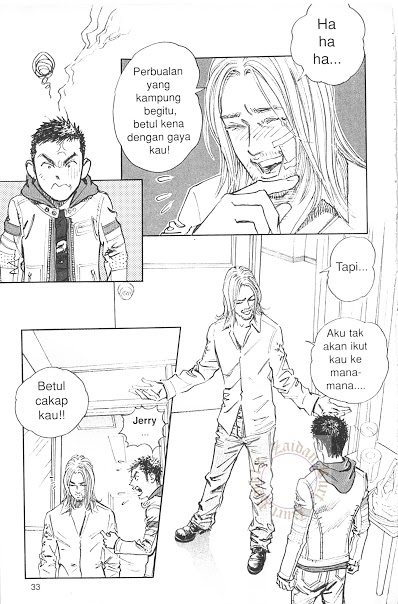 Ha
ha
ha...
Perbualan
yang
kampung
begitu,
betul kena
dengan gaya
kau!
Tapi...
Aku tak
akan ikut
kau ke
mana-
mana....
Betul
cakap
kau!!
Jerry
...
33